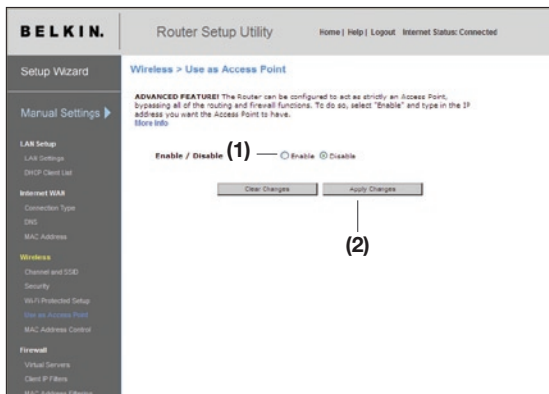 BELKIN.
Router Setup Utility
Home | Help | Logout Internet Status: Connected
Setup Wizard
Manual Settings
LAN Setup
LAN Settings
DHCP Client List
Internet WAN
Connection Type
DNS
MAC Address
Wireless
Channel and SSID
Security
Wi-Fi Protected Setup
Use as Access Point
MAC Address Control
Firewall
Virtual Servers
Client IP Filters
MAC Address Filtering
Wireless > Use as Access Point
ADVANCED FEATURE! The Router can be configured to act as strictly an Access Point,
bypassing all of the routing and firewall functions. To do so, select "Enable" and type in the IP
address you want the Access Point to have.
More Info
Enable / Disable (1) Enable Disable
Clear Changes Apply Changes
(2)